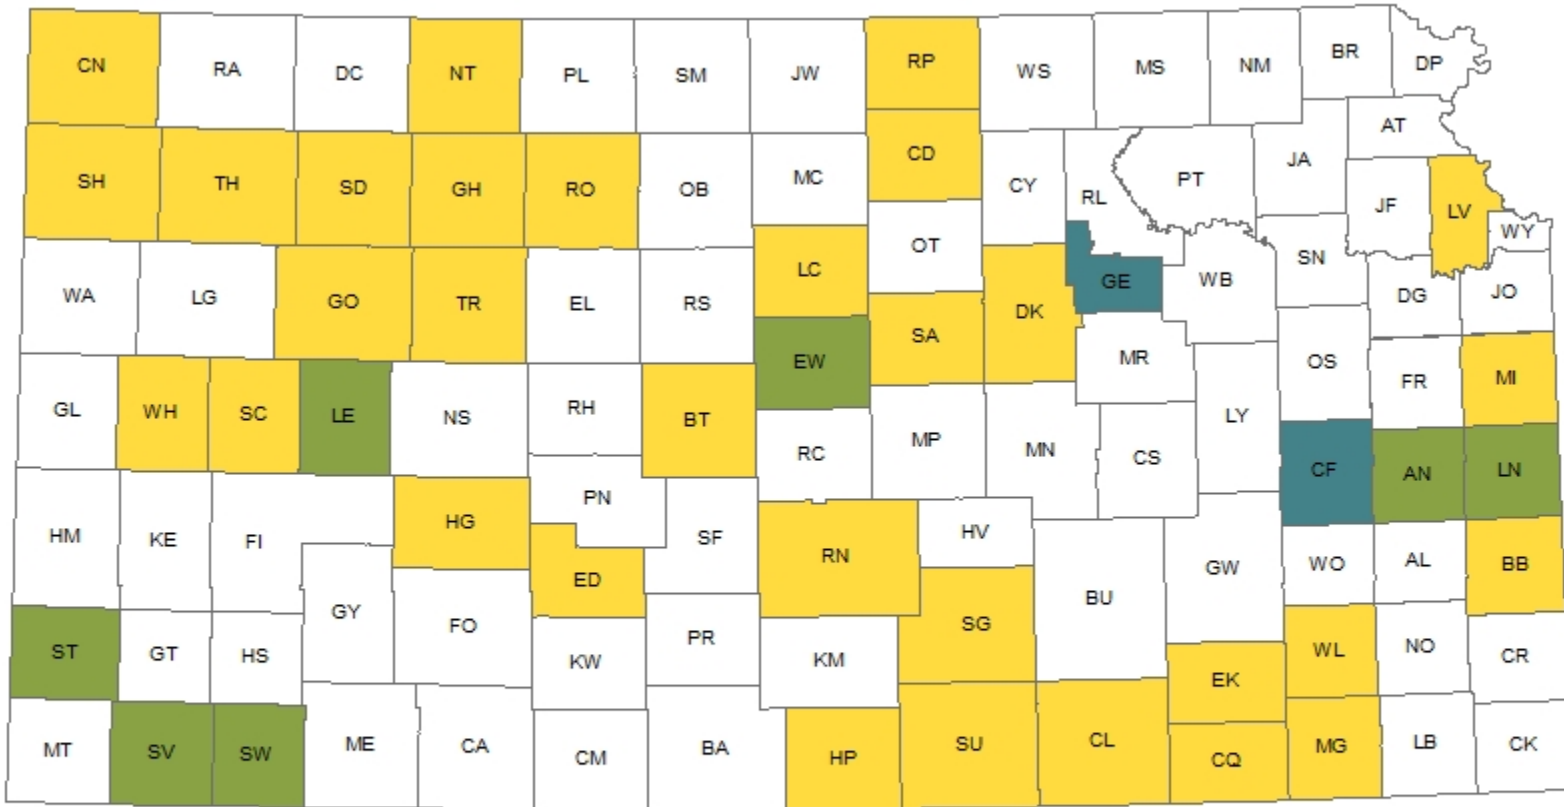 CN RA DC NT PL SM JW RP WS MS NM BR DP
AT
SH TH SD GH RO OB MC CD CY RL PT JA JF LV WY
WA LG GO TR EL RS LC OT DK GE WB SN DG JO
GL WH SC LE NS RH BT EW SA MR OS FR MI
RC MP MN CS LY CF AN LN
HM KE FI HG PN SF RN HV BU GW WO AL BB
ED
ST GT HS GY FO KW PR KM SG EK WL NO CR
MT SV SW ME CA CM BA HP SU CL CQ MG LB CK